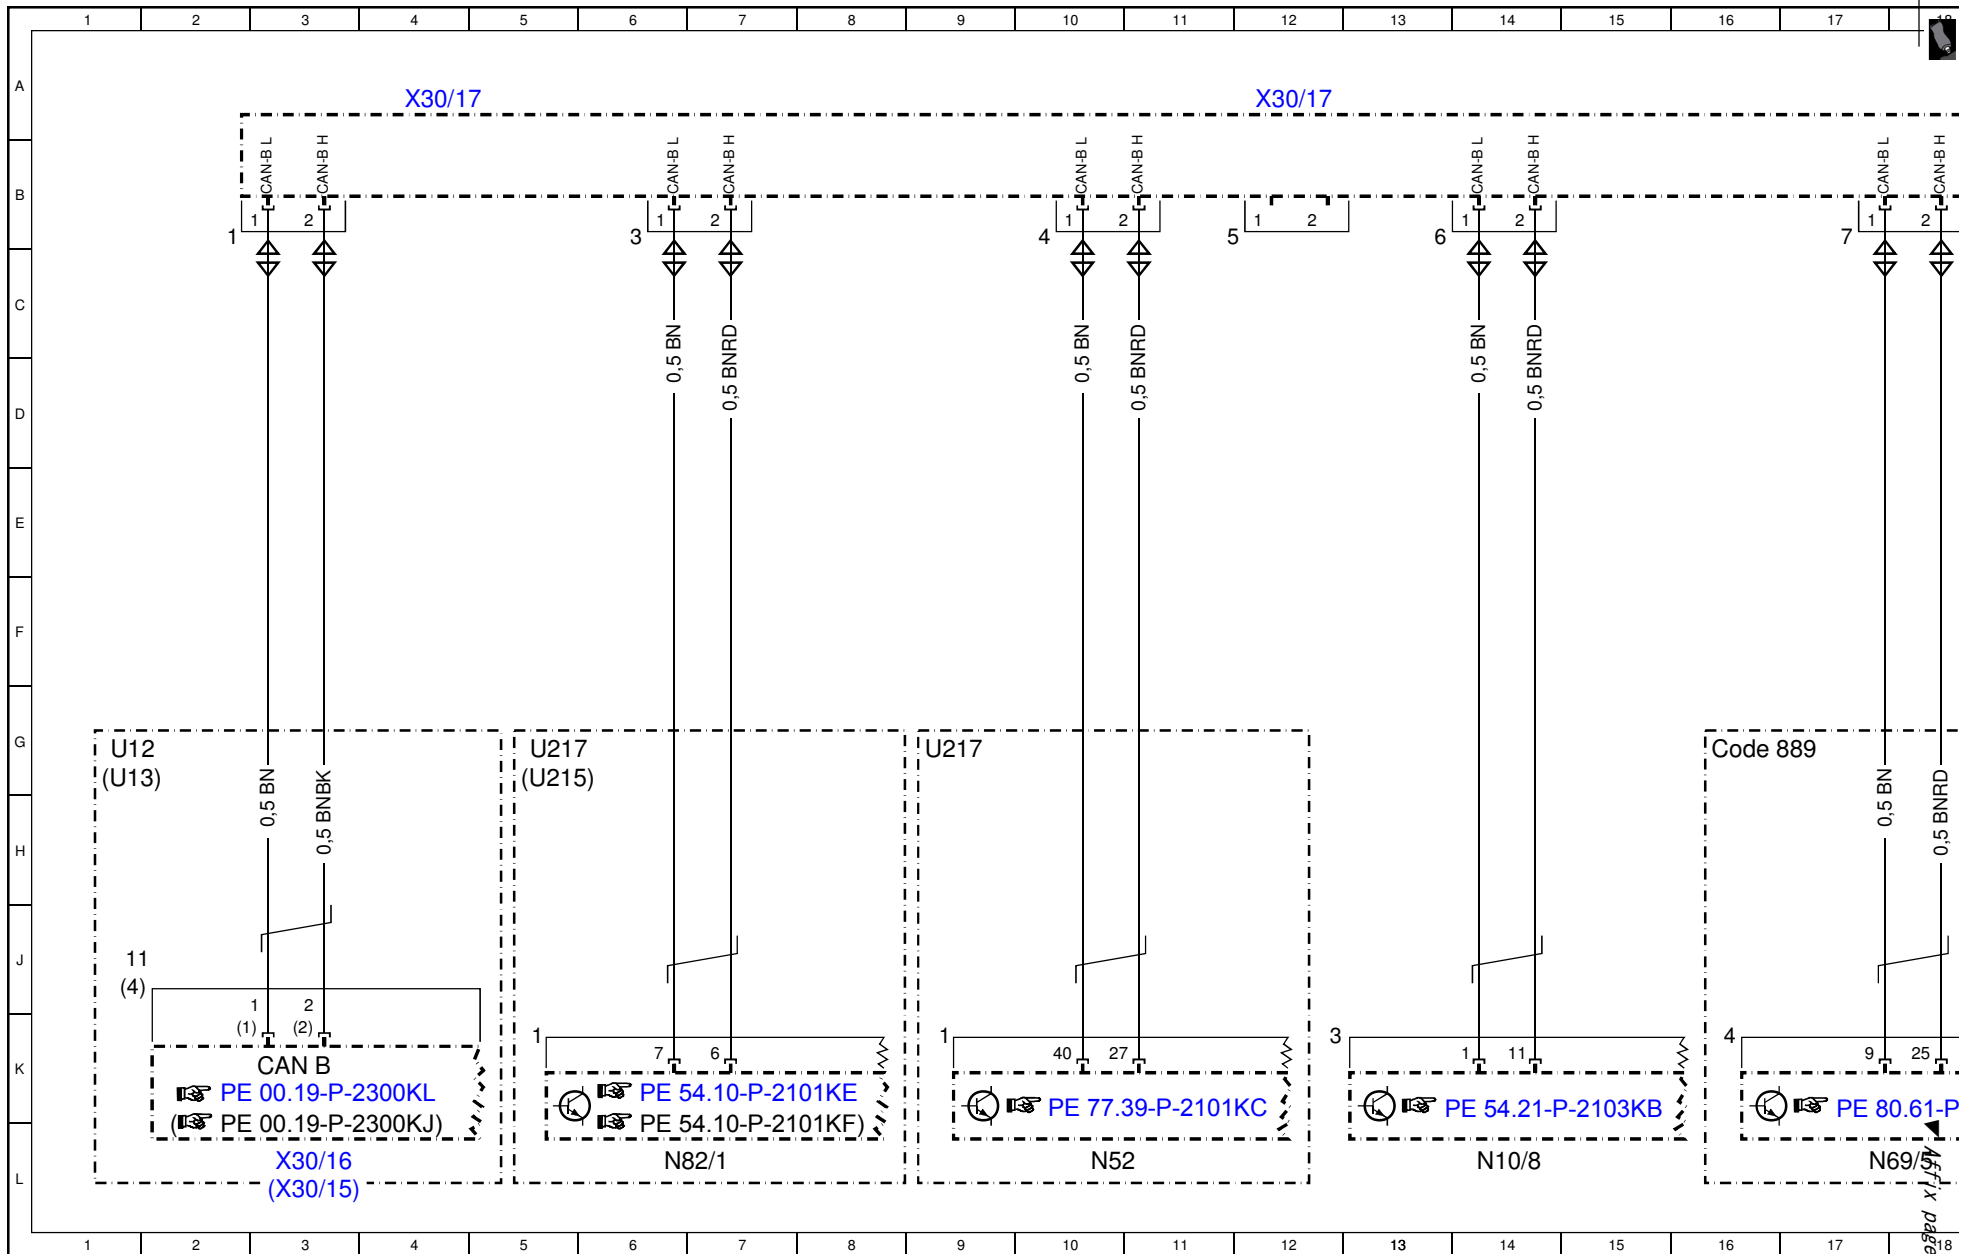 1 2 3 4 5 6 7 8 9 10 11 12 13 14 15 16 17 18
A
X30/17 X30/17
CAN-B L CAN-B H CAN-B L CAN-B H CAN-B L CAN-B H CAN-B L CAN-B H CAN-B L CAN-B H
B
1 2 1 2 1 2 1 2 1 2 1 2
1 3 4 5 6 7
C
0,5 BN 0,5 BNRD 0,5 BN 0,5 BNRD 0,5 BN 0,5 BNRD
D
E
F
G
U12 U217 U217 Code 889
(U13) (U215)
0,5 BN 0,5 BNBK 0,5 BN 0,5 BNRD
H
J
11
(4)
1 2
(1) (2)
1 1 3 4
K
7 6 40 27 1 11 9 25
CAN B
PE 00.19-P-2300KL PE 54.10-P-2101KE PE 77.39-P-2101KC PE 54.21-P-2103KB PE 80.61-P
(PE 00.19-P-2300KJ) (PE 54.10-P-2101KF)
X30/16 N82/1 N52 N10/8 N69/5
L
(X30/15)
Affix page
1 2 3 4 5 6 7 8 9 10 11 12 13 14 15 16 17 18